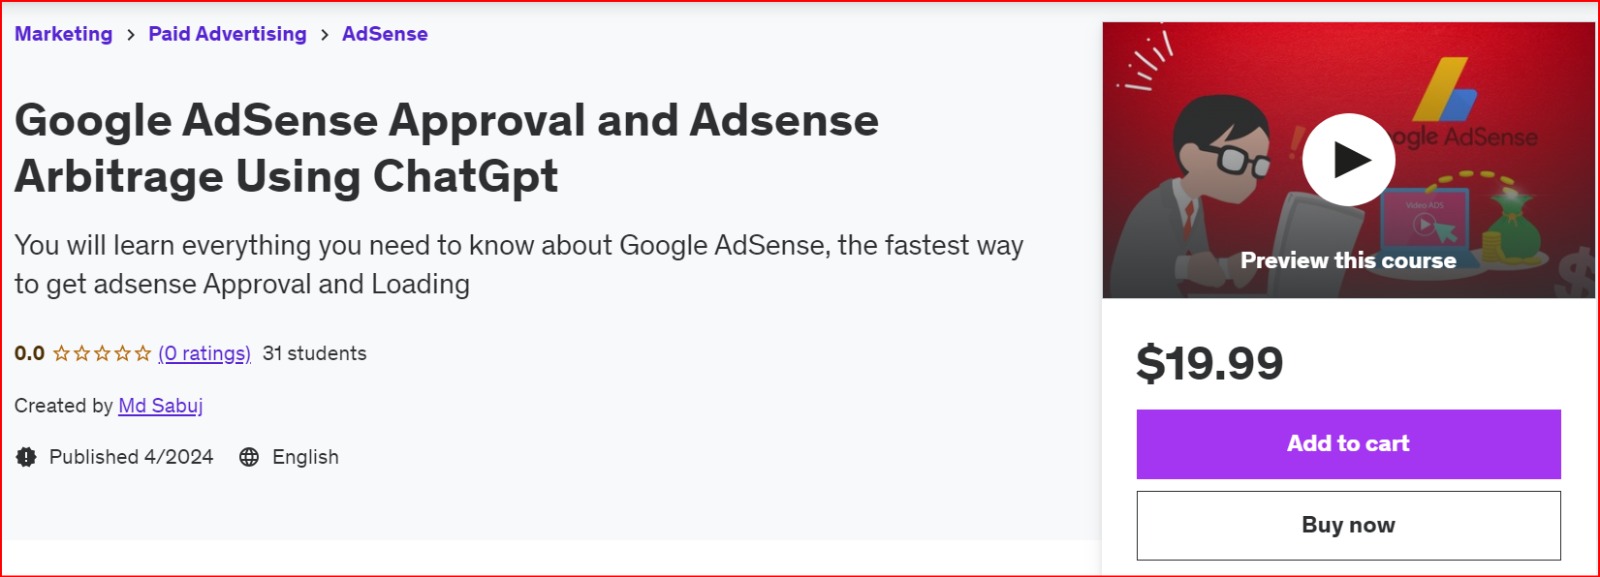 Marketing > Paid Advertising > AdSense
Google AdSense Approval and Adsense
Arbitrage Using ChatGpt
You will learn everything you need to know about Google AdSense, the fastest way
to get adsense Approval and Loading
0.0 (0 ratings) 31 students
Created by Md Sabuj
Published 4/2024 English
ogle AdSense
Video ADS
Preview this course
$19.99
Add to cart
Buy now